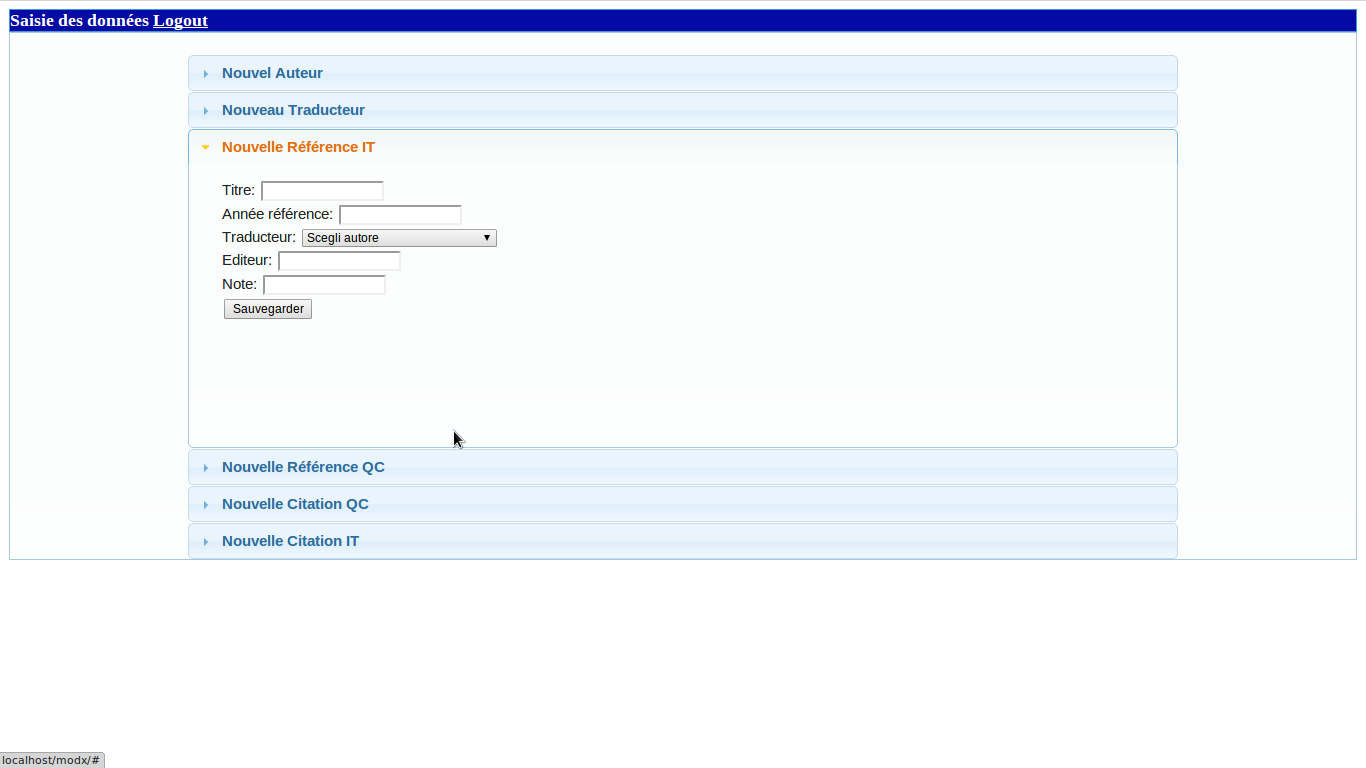 Saisie des données Logout
Nouvel Auteur
Nouveau Traducteur
Nouvelle Référence IT
Titre:
Année référence:
Traducteur: Scegli autore
Editeur:
Note:
Sauvegarder
Nouvelle Référence QC
Nouvelle Citation QC
Nouvelle Citation IT
localhost/modx/#